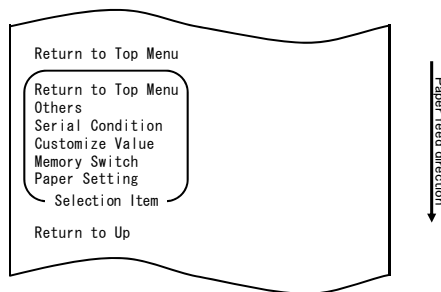 Return to Top Menu
Return to Top Menu
Others
Serial Condition
Customize Value
Memory Switch
Paper Setting
Selection Item
Return to Up
Paper feed direction